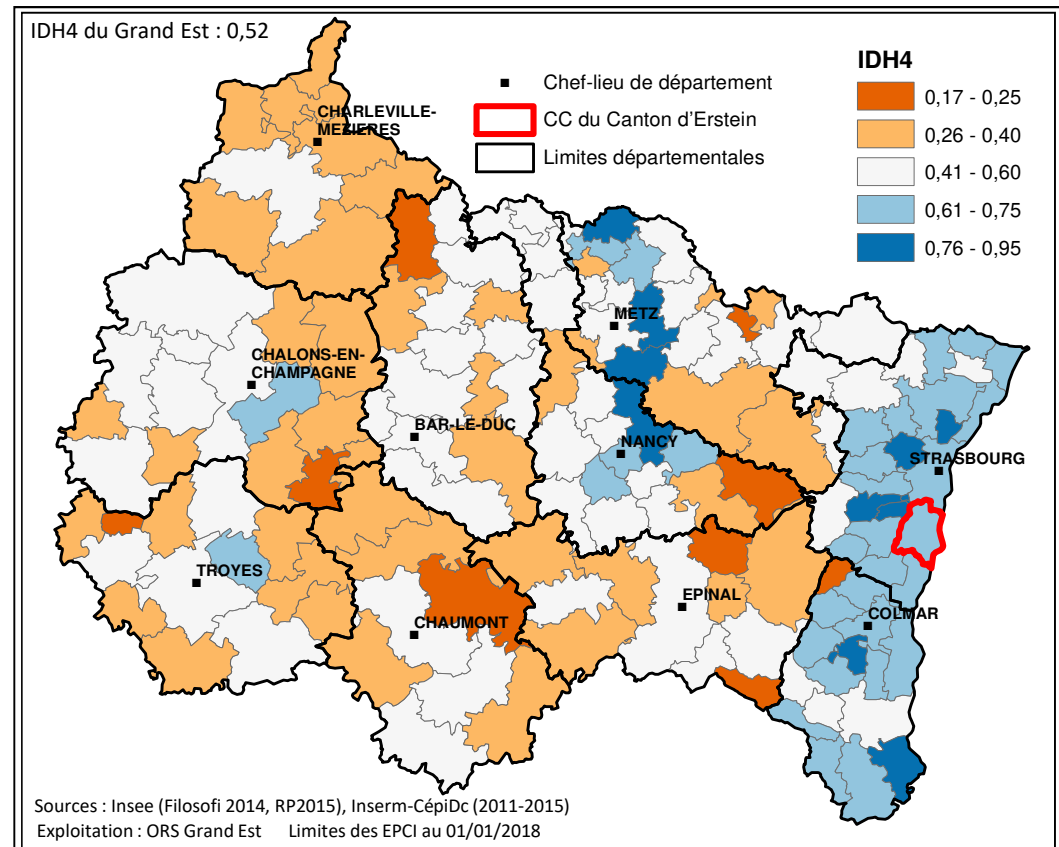 IDH4 du Grand Est : 0,52
IDH4
0,17 - 0,25
0,26 - 0,40
0,41 - 0,60
0,61 - 0,75
0,76 - 0,95
Chef-lieu de département
CC du Canton d'Erstein
Limites départementales
CHARLEVILLE-
MEZIERES
METZ
CHALONS-EN-
CHAMPAGNE
BAR-LE-DUC
NANCY
STRASBOURG
TROYES
EPINAL
CHAUMONT
COLMAR
Sources : Insee (Filosofi 2014, RP2015), Inserm-CépiDc (2011-2015)
Exploitation : ORS Grand Est Limites des EPCI au 01/01/2018